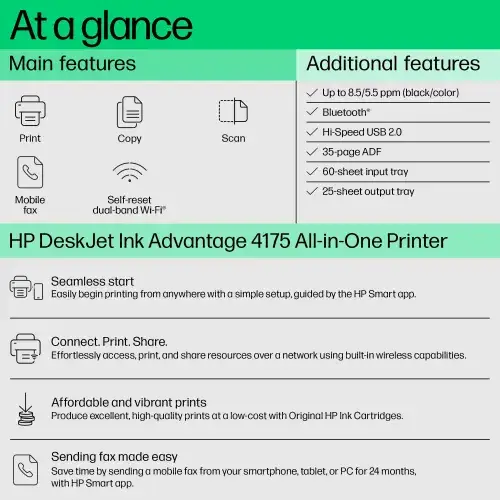 At a glance
Main features
Print
Copy
Scan
Mobile
fax
Self-reset
dual-band Wi-Fi®
Additional features
Up to 8.5/5.5 ppm (black/color)
Bluetooth®
Hi-Speed USB 2.0
35-page ADF
60-sheet input tray
25-sheet output tray
HP DeskJet Ink Advantage 4175 All-in-One Printer
Seamless start
Easily begin printing from anywhere with a simple setup, guided by the HP Smart app.
Connect. Print. Share.
Effortlessly access, print, and share resources over a network using built-in wireless capabilities.
Affordable and vibrant prints
Produce excellent, high-quality prints at a low-cost with Original HP Ink Cartridges.
Sending fax made easy
Save time by sending a mobile fax from your smartphone, tablet, or PC for 24 months,
with HP Smart app.